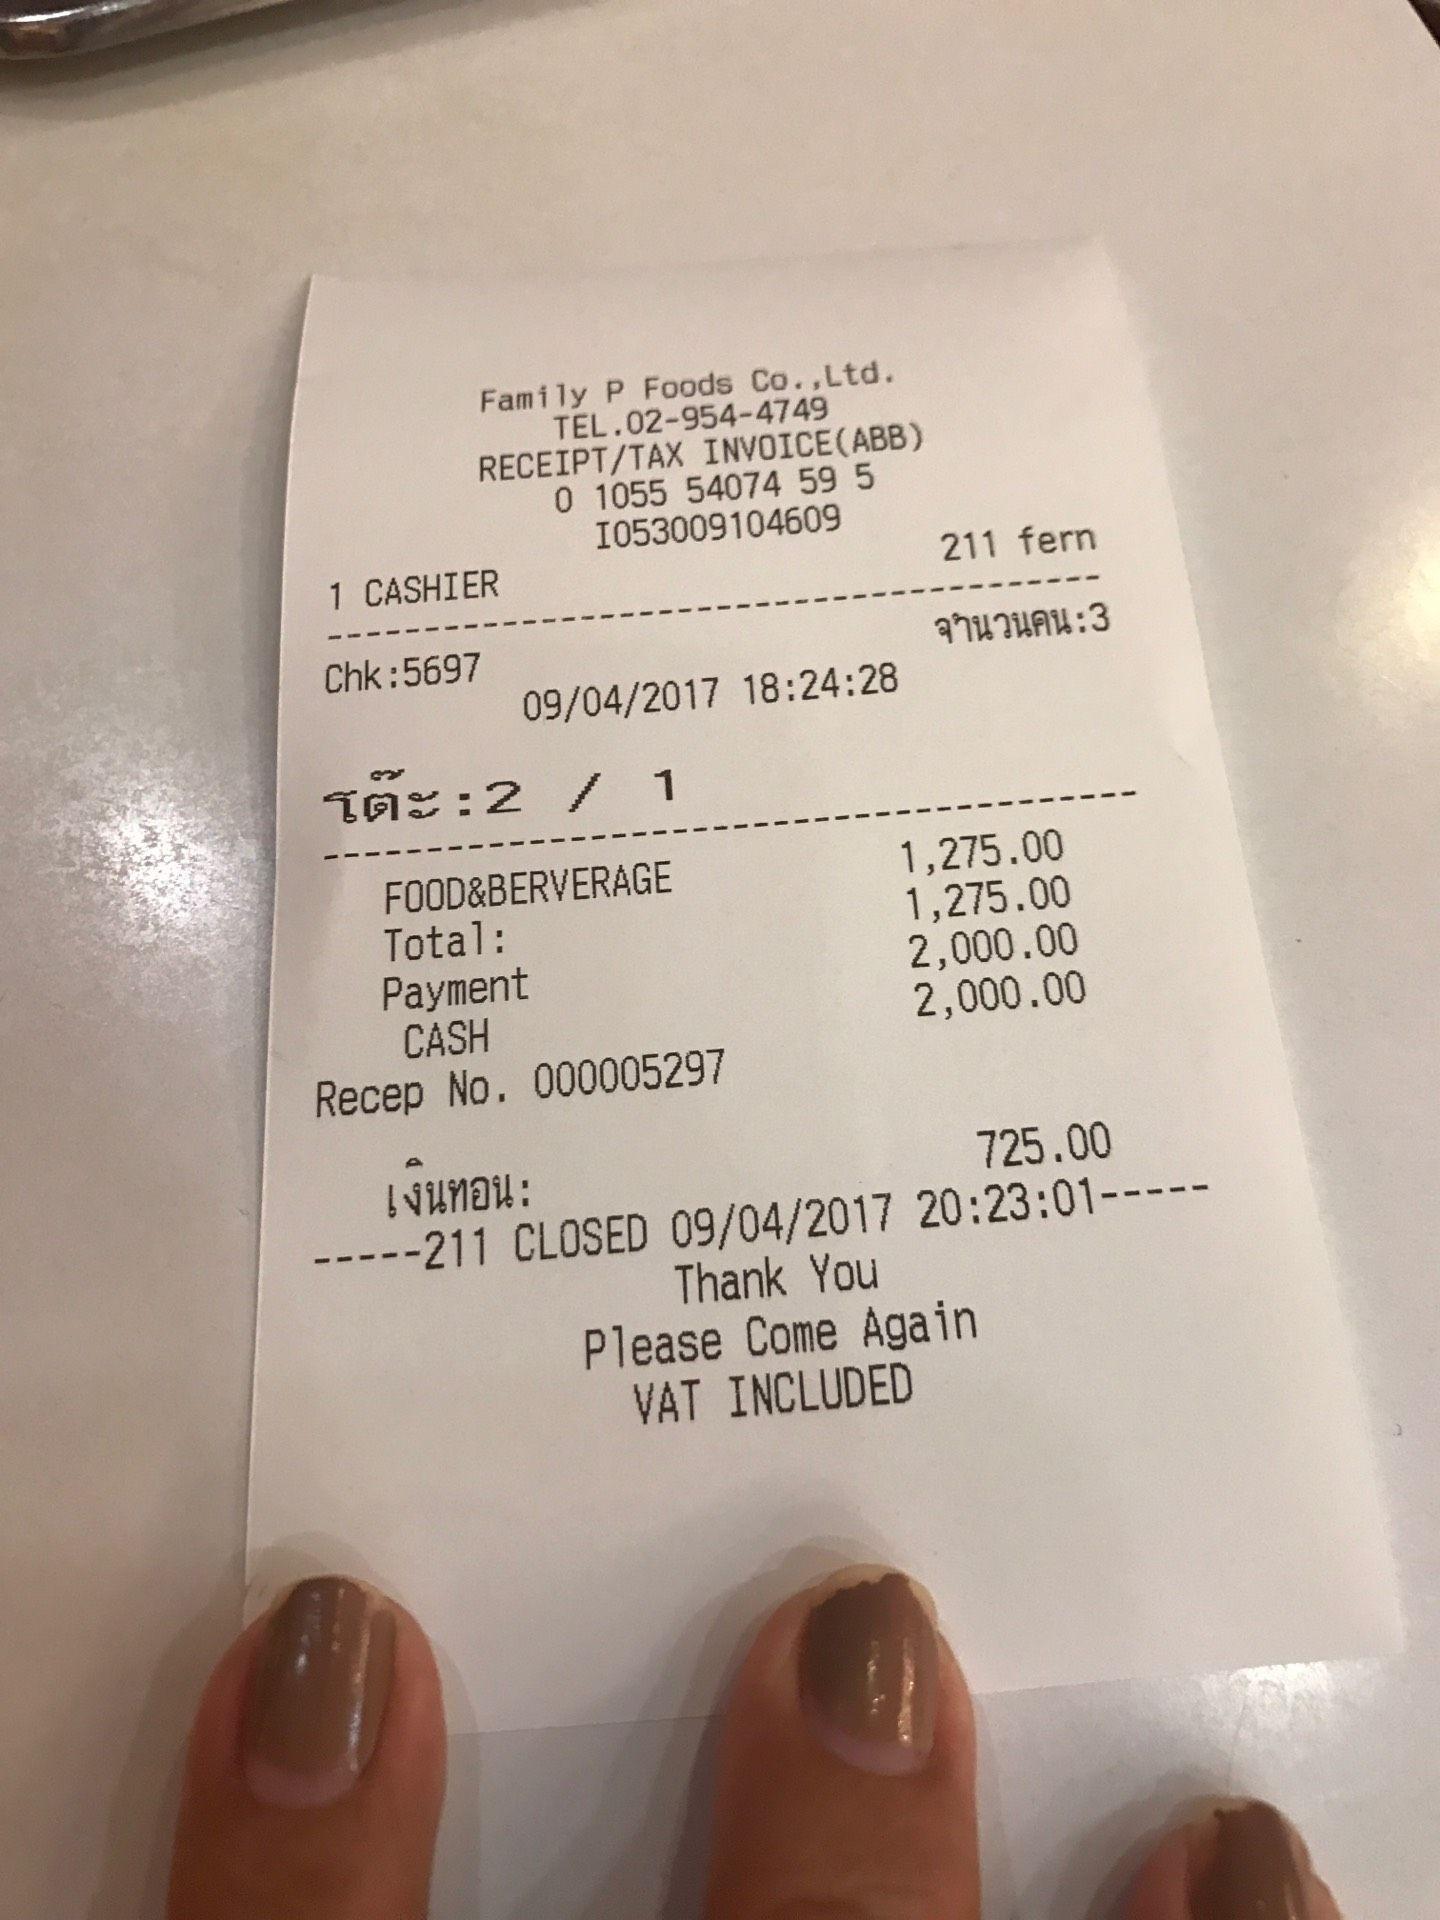 Family P Foods Co.,Ltd.
TEL.02-954-4749
RECEIPT/TAX INVOICE(ABB)
0 1055 54074 59 5
I053009104609
1 CASHIER 211 fern
Chk:5697 จำนวนคน:3
09/04/2017 18:24:28
โต๊ะ:2 / 1
FOOD&BERVERAGE 1,275.00
Total: 1,275.00
Payment 2,000.00
CASH 2,000.00
Recep No. 000005297
เงินทอน: 725.00
-----211 CLOSED 09/04/2017 20:23:01-----
Thank You
Please Come Again
VAT INCLUDED